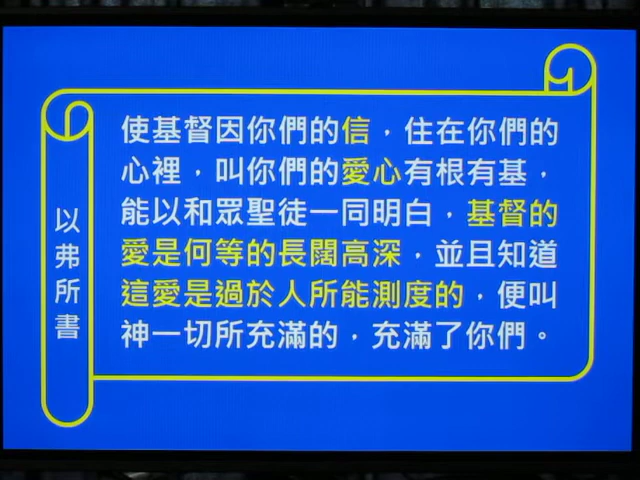 以弗所書
使基督因你們的信，住在你們的
心裡，叫你們的愛心有根有基，
能以和眾聖徒一同明白，基督的
愛是何等的長闊高深，並且知道
這愛是過於人所能測度的，便叫
神一切所充滿的，充滿了你們。